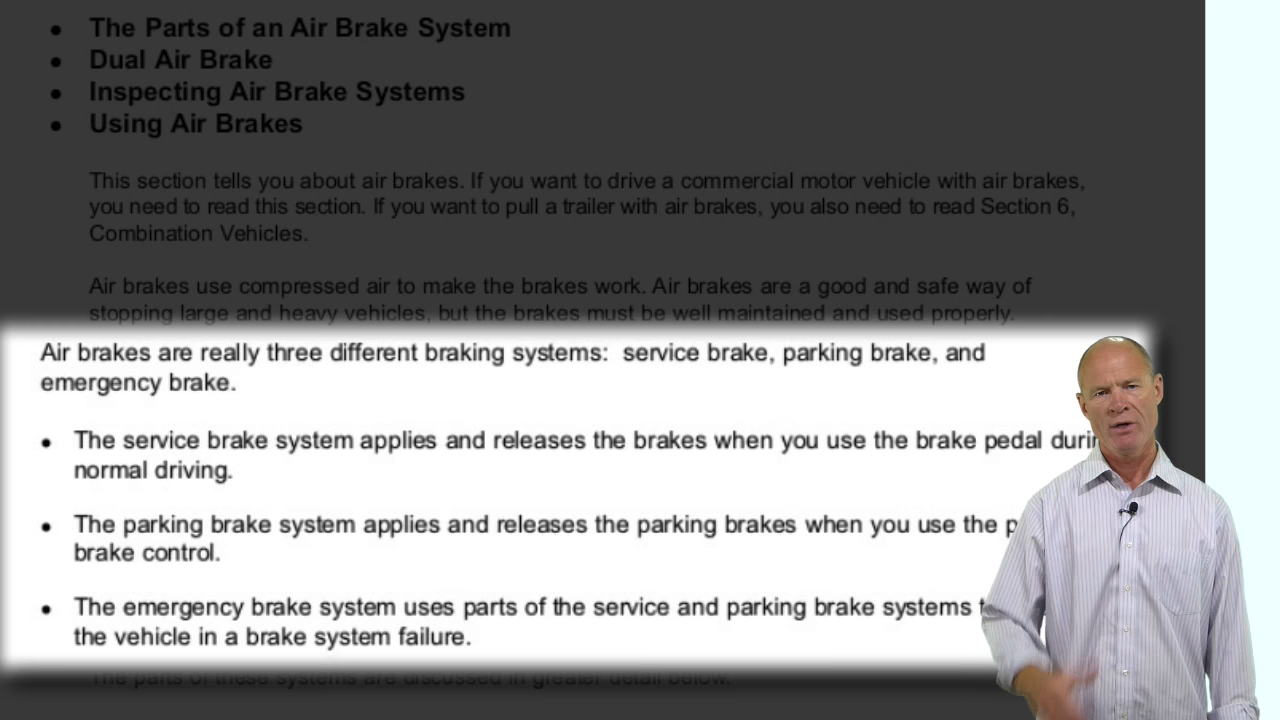 • The Parts of an Air Brake System
• Dual Air Brake
• Inspecting Air Brake Systems
• Using Air Brakes
This section tells you about air brakes. If you want to drive a commercial motor vehicle with air brakes,
you need to read this section. If you want to pull a trailer with air brakes, you also need to read Section 6,
Combination Vehicles.
Air brakes use compressed air to make the brakes work. Air brakes are a good and safe way of
stopping large and heavy vehicles, but the brakes must be well maintained and used properly.
Air brakes are really three different braking systems: service brake, parking brake, and
emergency brake.
• The service brake system applies and releases the brakes when you use the brake pedal
normal driving.
• The parking brake system applies and releases the parking brakes when you use the
brake control.
• The emergency brake system uses parts of the service and parking brake systems
the vehicle in a brake system failure.
The parts of these systems are discussed in greater detail below.